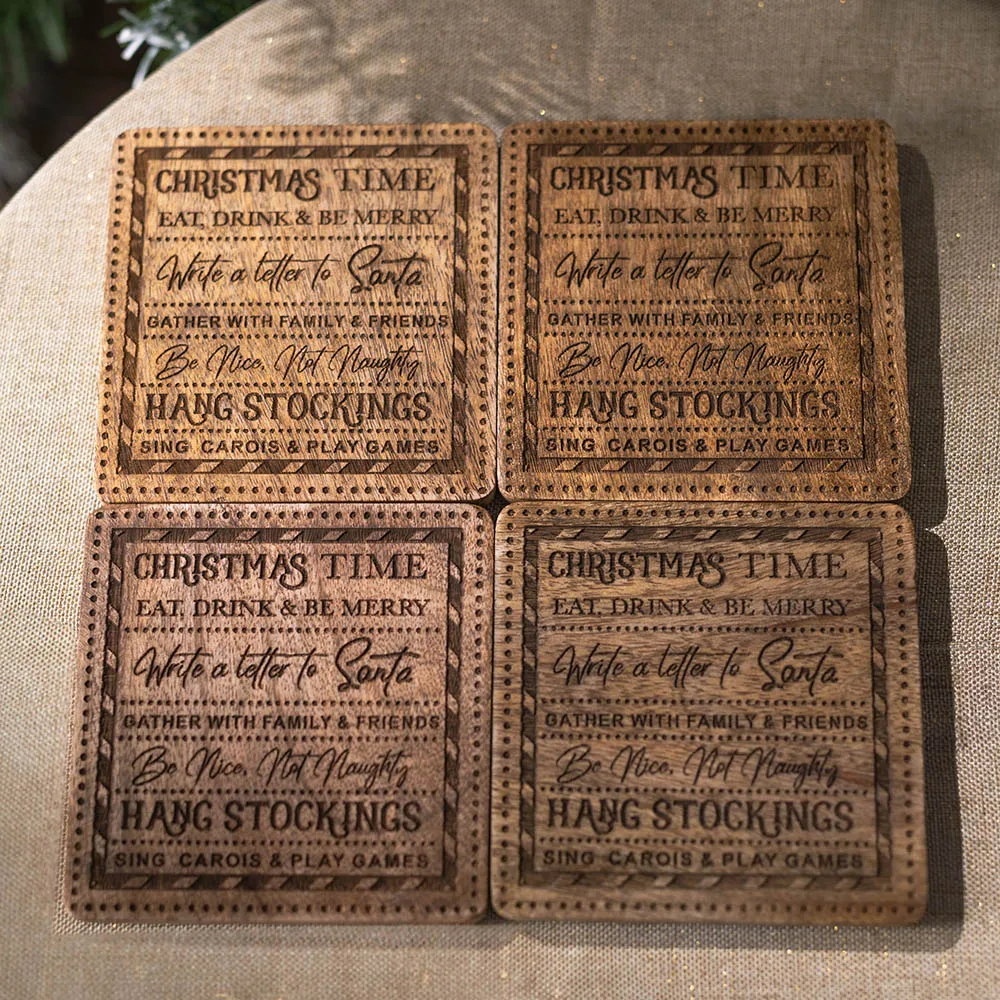 CHRISTMAS TIME
EAT, DRINK & BE MERRY
Write a letter to Santa
GATHER WITH FAMILY & FRIENDS
Be Nice, Not Naughty
HANG STOCKINGS
SING CAROIS & PLAY GAMES
CHRISTMAS TIME
EAT, DRINK & BE MERRY
Write a letter to Santa
GATHER WITH FAMILY & FRIENDS
Be Nice, Not Naughty
HANG STOCKINGS
SING CAROIS & PLAY GAMES
CHRISTMAS TIME
EAT, DRINK & BE MERRY
Write a letter to Santa
GATHER WITH FAMILY & FRIENDS
Be Nice, Not Naughty
HANG STOCKINGS
SING CAROIS & PLAY GAMES
CHRISTMAS TIME
EAT, DRINK & BE MERRY
Write a letter to Santa
GATHER WITH FAMILY & FRIENDS
Be Nice, Not Naughty
HANG STOCKINGS
SING CAROIS & PLAY GAMES